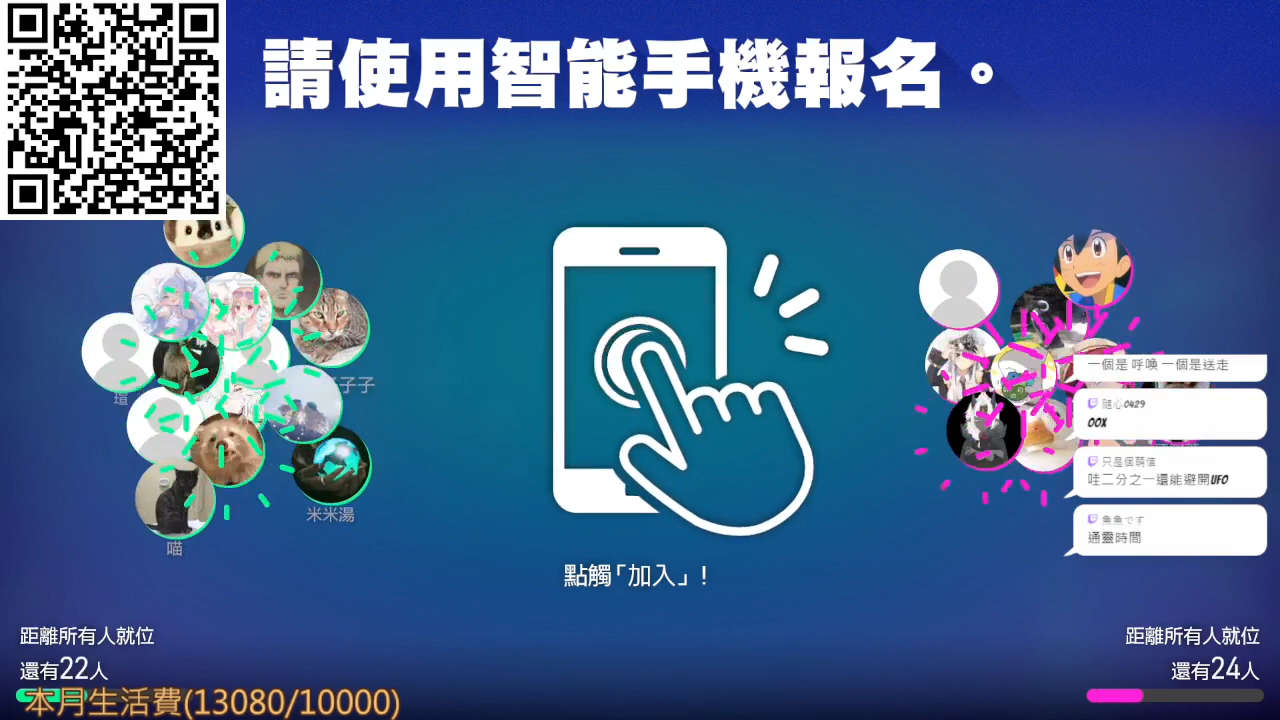 請使用智能手機報名。
子子
瑄
米米湯
喵
點觸「加入」！
一個是 呼喚 一個是送走
OOX
只是個萌信
哇二分之一還能避開UFO
魚魚です
通靈時間
距離所有人就位
還有22人
本月生活費(13080/10000)
距離所有人就位
還有24人